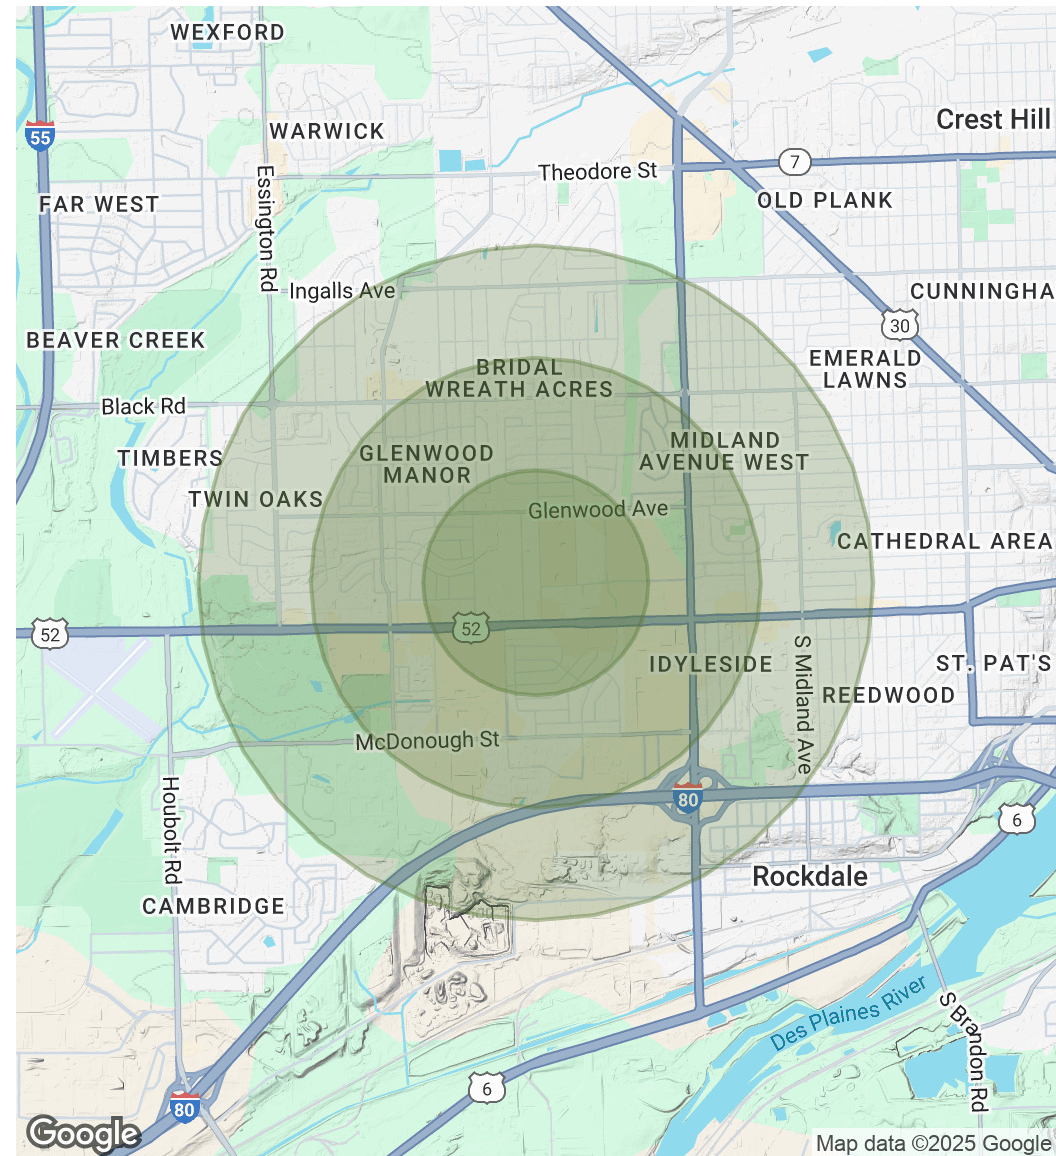 WEXFORD
Crest Hill
55
WARWICK
7
Theodore St
Essington Rd
FAR WEST
OLD PLANK
Ingalls Ave
CUNNINGHA
30
BEAVER CREEK
EMERALD
LAWNS
BRIDAL
WREATH ACRES
Black Rd
TIMBERS
GLENWOOD
MANOR
MIDLAND
AVENUE WEST
TWIN OAKS
Glenwood Ave
CATHEDRAL AREA
52
52
IDYLESIDE
S Midland Ave
ST. PAT'S
REEDWOOD
McDonough St
80
Houbolt Rd
6
Rockdale
CAMBRIDGE
Des Plaines River
S Brandon Rd
6
80
Google
Map data ©2025 Google